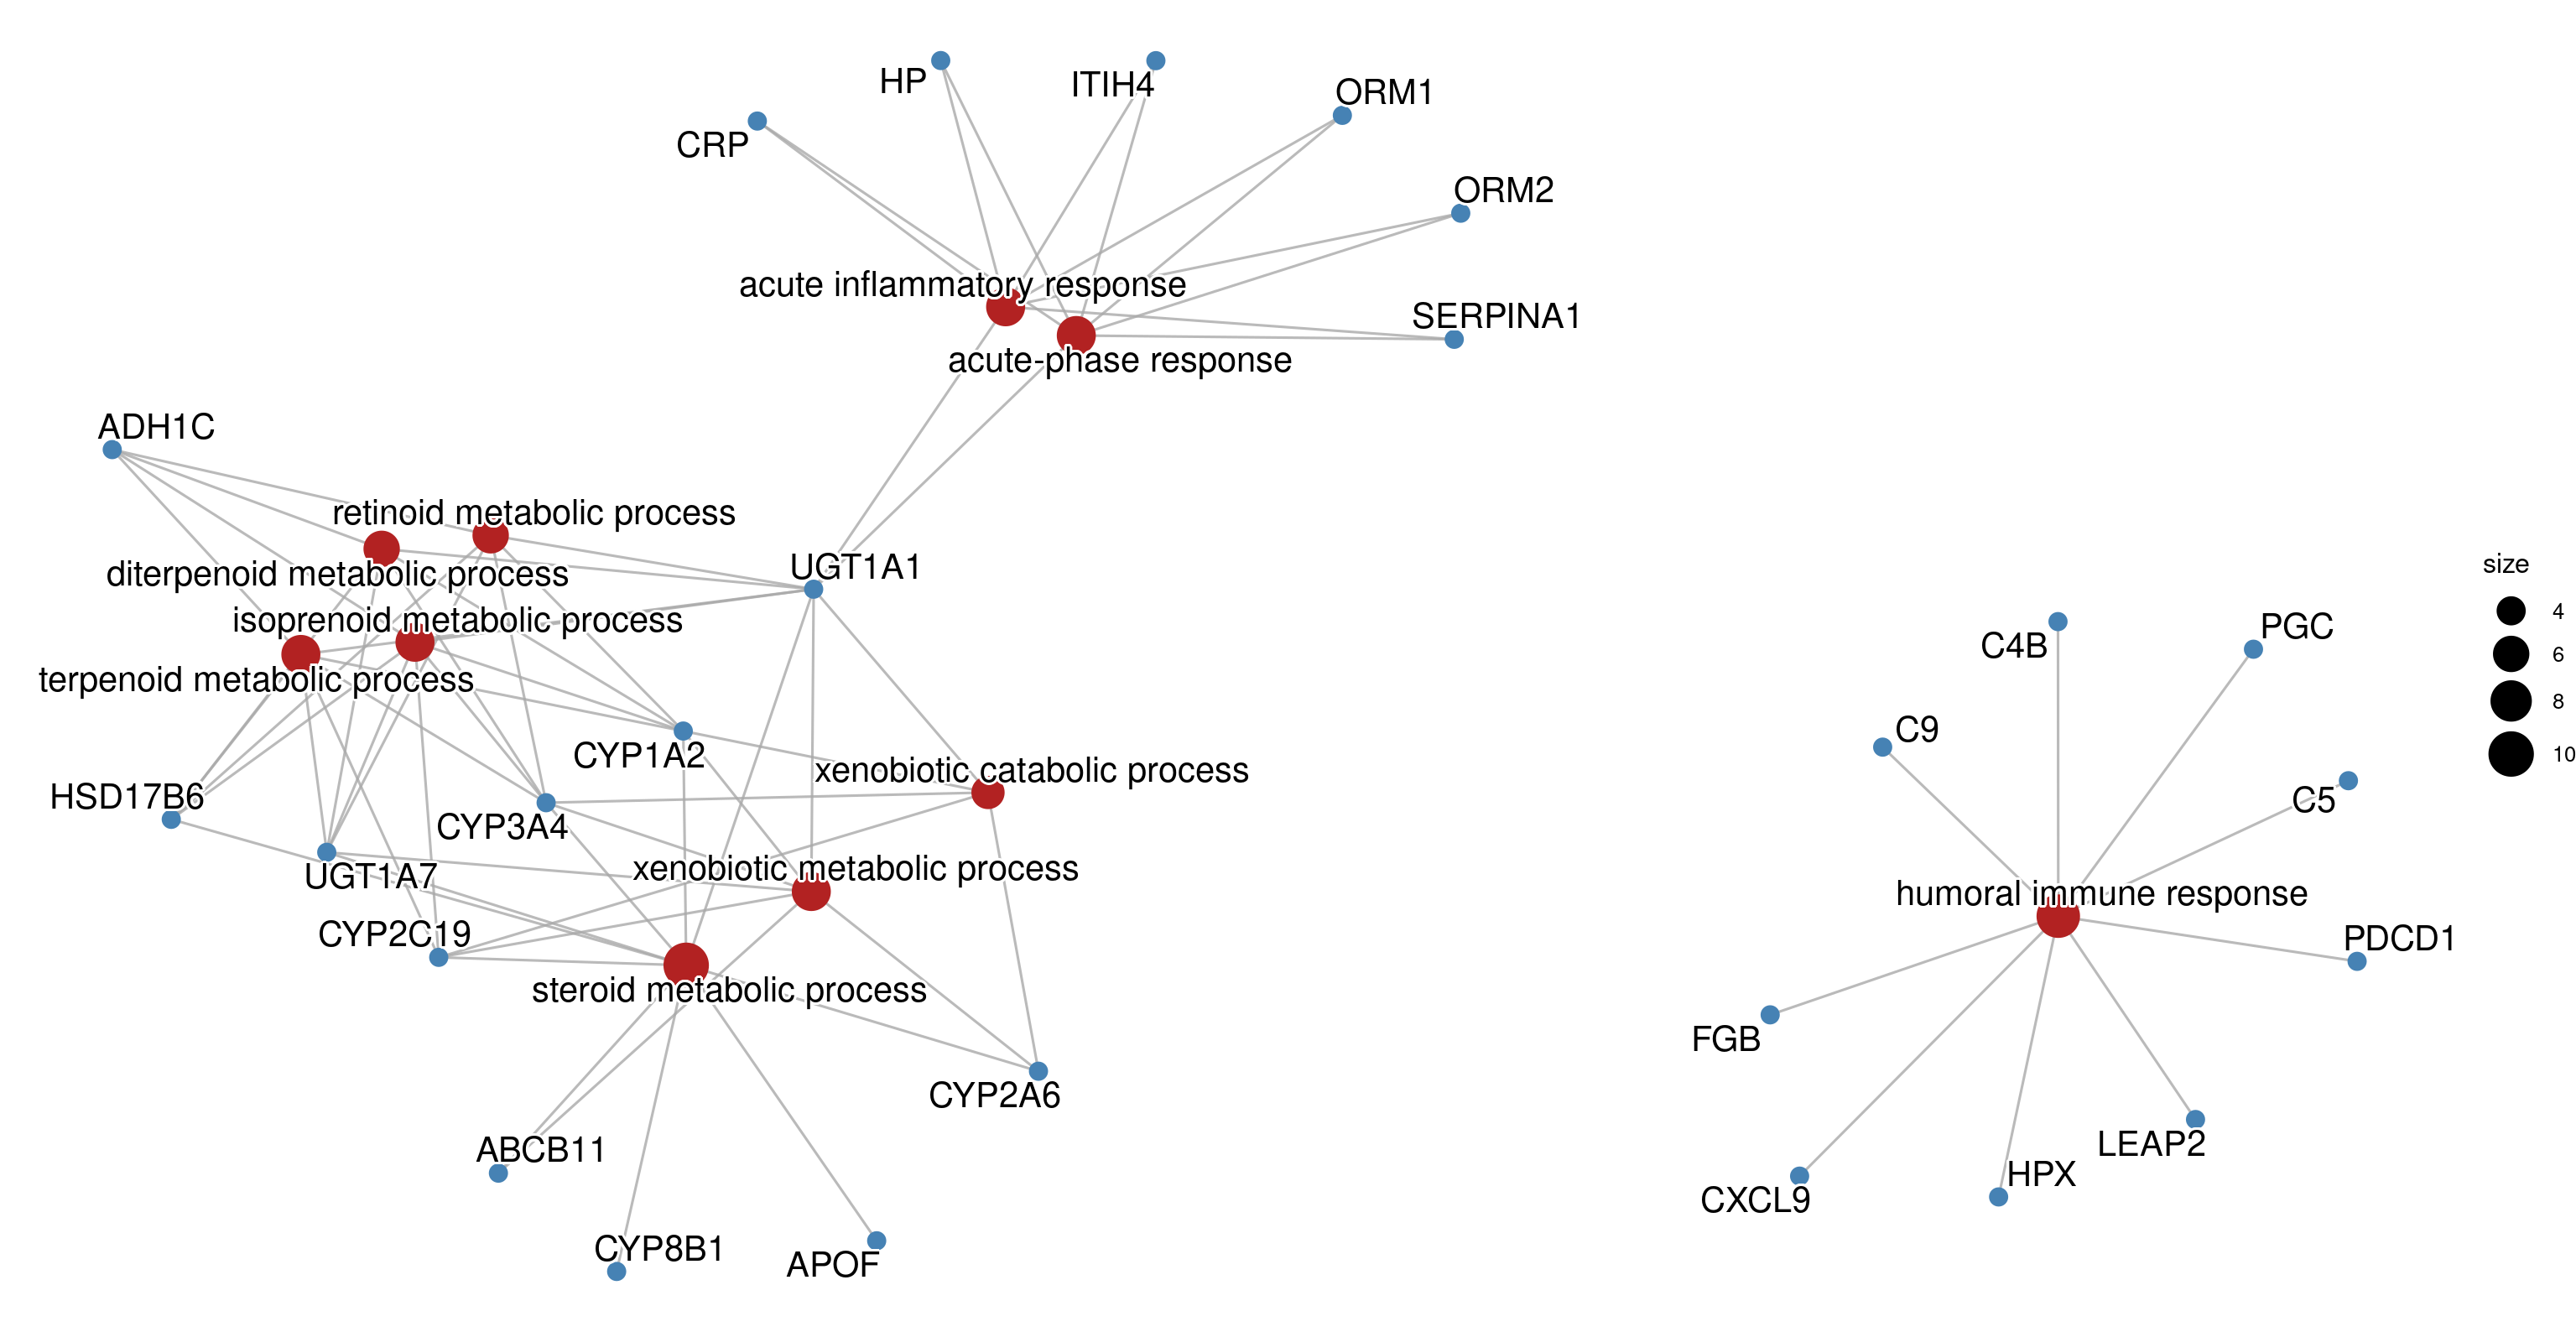 HP
ITIH4
ORM1
CRP
ORM2
acute inflammatory response
SERPINA1
acute-phase response
ADH1C
retinoid metabolic process
diterpenoid metabolic process
UGT1A1
isoprenoid metabolic process
terpenoid metabolic process
CYP1A2
xenobiotic catabolic process
HSD17B6
CYP3A4
xenobiotic metabolic process
UGT1A7
CYP2C19
steroid metabolic process
CYP2A6
ABCB11
CYP8B1
APOF
C4B
PGC
C9
C5
humoral immune response
PDCD1
FGB
LEAP2
HPX
CXCL9
size
4
6
8
10